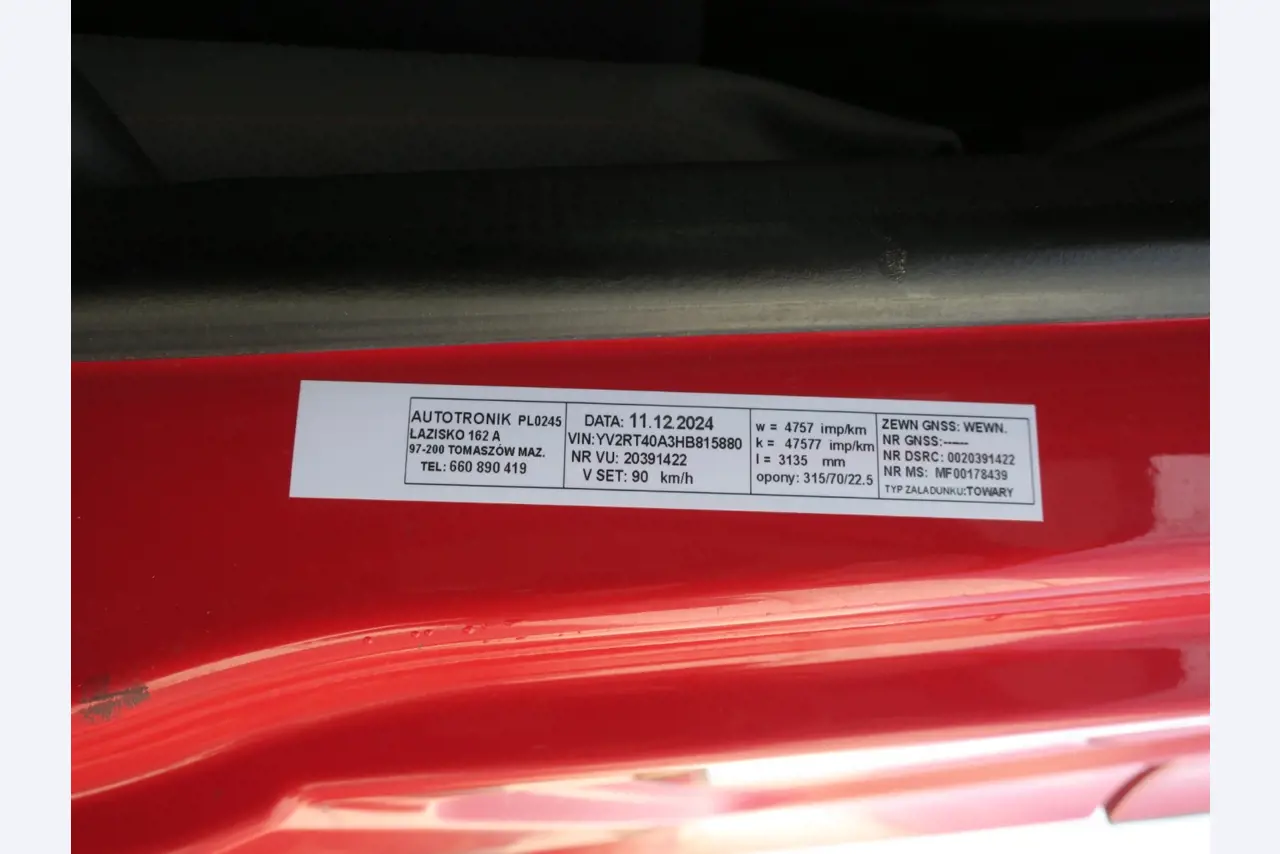 AUTOTRONIK PL0245
ŁAZISKO 162 A
97-200 TOMASZÓW MAZ.
TEL: 660 890 419
DATA: 11.12.2024
VIN:YV2RT40A3HB815880
NR VU: 20391422
V SET: 90 km/h
w = 4757 imp/km
k = 47577 imp/km
l = 3135 mm
opony: 315/70/22.5
ZEWN GNSS: WEWN.
NR GNSS:------
NR DSRC: 0020391422
NR MS: MF00178439
TYP ZAŁADUNKU:TOWARY